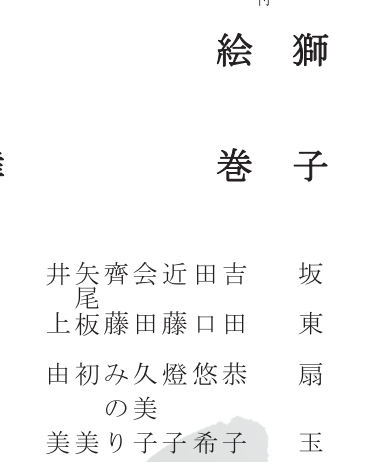 獅子 坂東扇玉
絵巻 吉田恭子
田口悠希
近藤燈子
会田久美子
齊藤みのり
矢尾板初美
井上由美